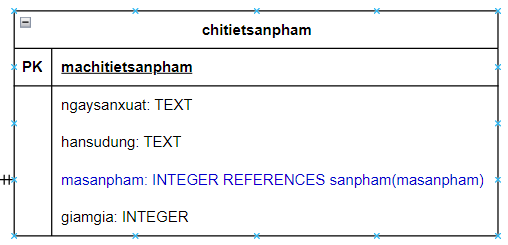 chitietsanpham
PK machitietsanpham
ngaysanxuat: TEXT
hansudung: TEXT
masanpham: INTEGER REFERENCES sanpham(masanpham)
giamgia: INTEGER